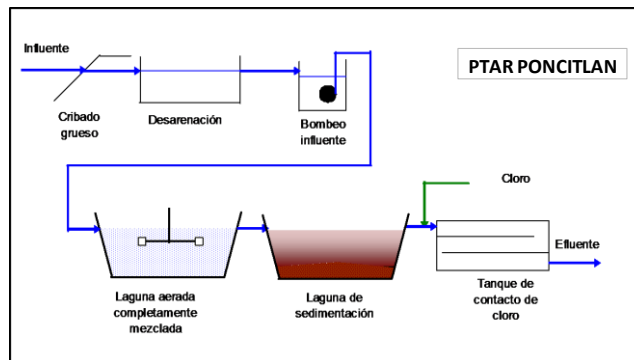 Influente
PTAR PONCITLAN
Cribado
grueso
Desarenación
Bombeo
influente
Cloro
Efluente
Laguna aerada
completamente
mezclada
Laguna de
sedimentación
Tanque de
contacto de
cloro